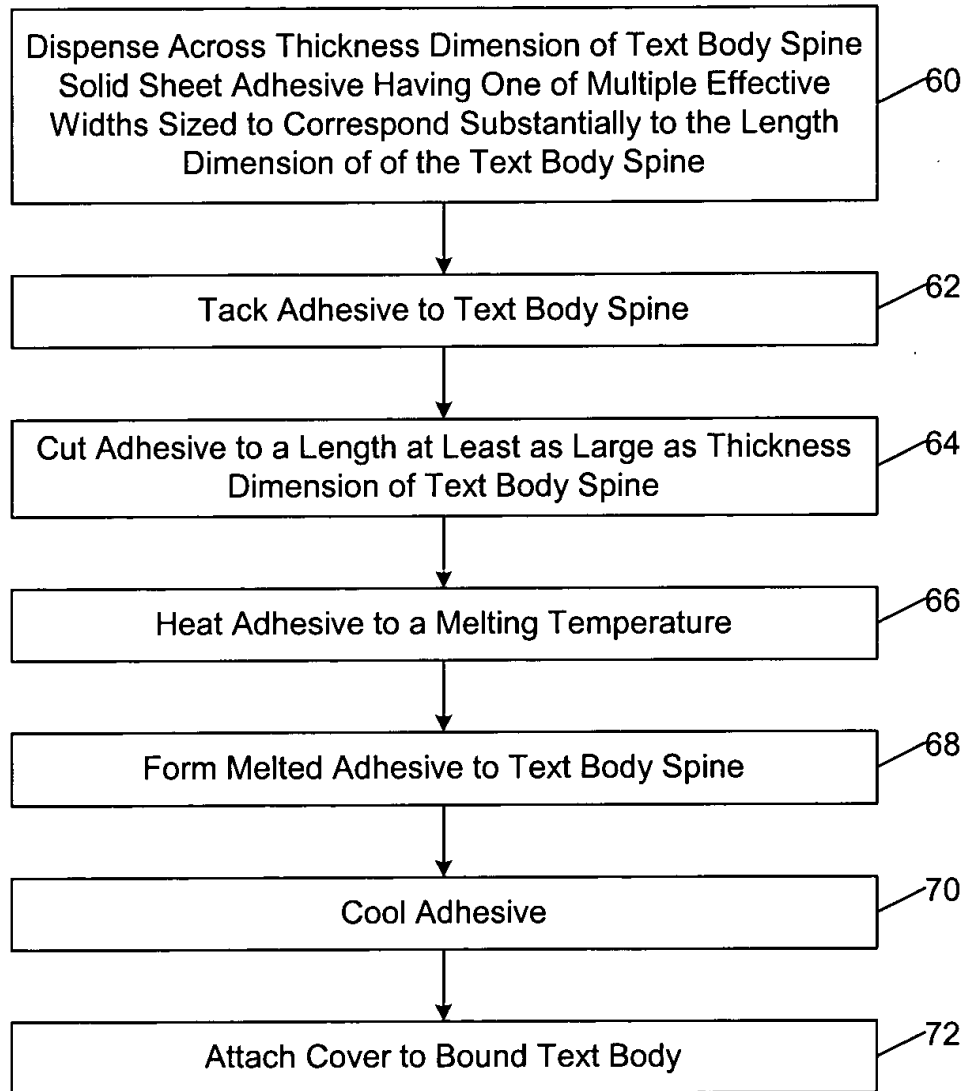 Dispense Across Thickness Dimension of Text Body Spine
Solid Sheet Adhesive Having One of Multiple Effective
Widths Sized to Correspond Substantially to the Length
Dimension of of the Text Body Spine
60
Tack Adhesive to Text Body Spine
62
Cut Adhesive to a Length at Least as Large as Thickness
Dimension of Text Body Spine
64
Heat Adhesive to a Melting Temperature
66
Form Melted Adhesive to Text Body Spine
68
Cool Adhesive
70
Attach Cover to Bound Text Body
72